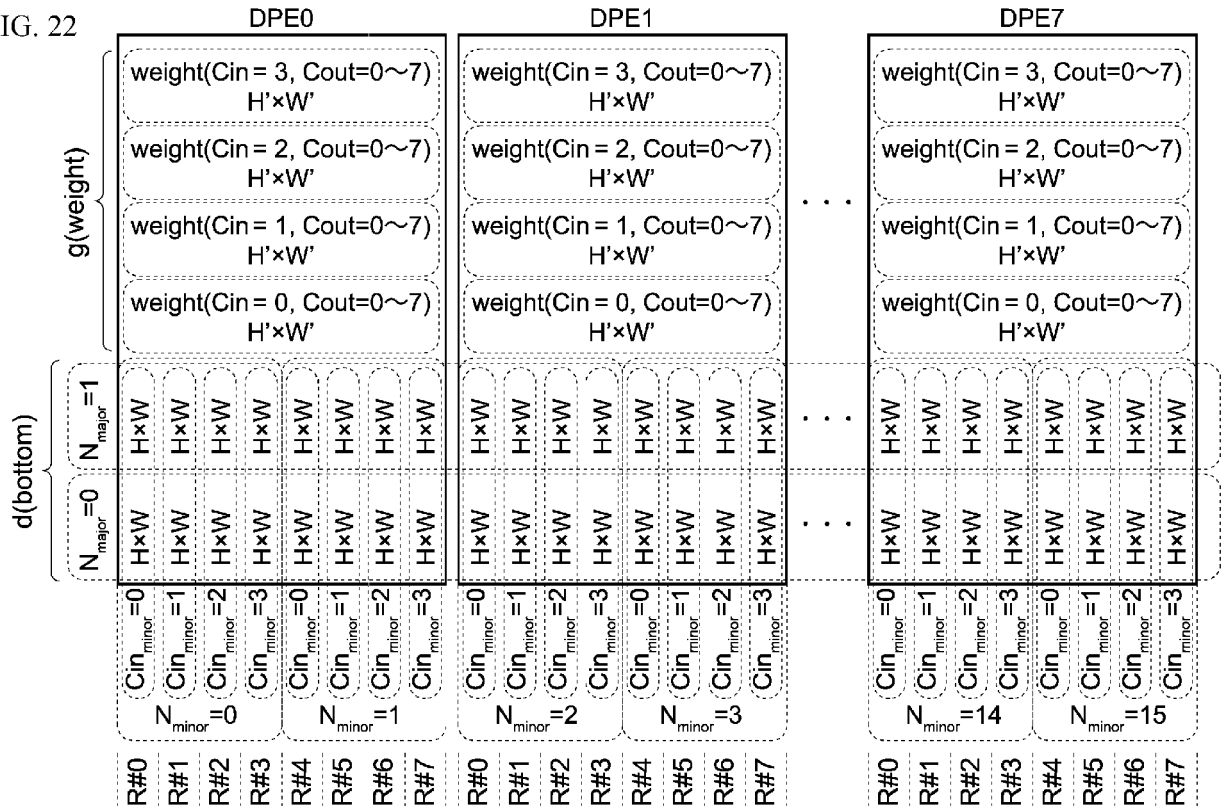 IG. 22
DPE0 DPE1 DPE7
weight(Cin = 3, Cout=0～7) weight(Cin = 3, Cout=0～7) weight(Cin = 3, Cout=0～7)
H'×W' H'×W' H'×W'
weight(Cin = 2, Cout=0～7) weight(Cin = 2, Cout=0～7) weight(Cin = 2, Cout=0～7)
H'×W' H'×W' H'×W'
g(weight)
weight(Cin = 1, Cout=0～7) weight(Cin = 1, Cout=0～7) . . . weight(Cin = 1, Cout=0～7)
H'×W' H'×W' H'×W'
weight(Cin = 0, Cout=0～7) weight(Cin = 0, Cout=0～7) weight(Cin = 0, Cout=0～7)
H'×W' H'×W' H'×W'
d(bottom)
Nmajor=1 H×W H×W H×W H×W H×W H×W H×W H×W H×W H×W H×W H×W H×W H×W H×W H×W . . . H×W H×W H×W H×W H×W H×W H×W H×W
Nmajor=0 H×W H×W H×W H×W H×W H×W H×W H×W H×W H×W H×W H×W H×W H×W H×W H×W . . . H×W H×W H×W H×W H×W H×W H×W H×W
Cinminor=0 Cinminor=1 Cinminor=2 Cinminor=3 Cinminor=0 Cinminor=1 Cinminor=2 Cinminor=3 Cinminor=0 Cinminor=1 Cinminor=2 Cinminor=3 Cinminor=0 Cinminor=1 Cinminor=2 Cinminor=3 Cinminor=0 Cinminor=1 Cinminor=2 Cinminor=3 Cinminor=0 Cinminor=1 Cinminor=2 Cinminor=3
Nminor=0 Nminor=1 Nminor=2 Nminor=3 Nminor=14 Nminor=15
R#0 R#1 R#2 R#3 R#4 R#5 R#6 R#7 R#0 R#1 R#2 R#3 R#4 R#5 R#6 R#7 R#0 R#1 R#2 R#3 R#4 R#5 R#6 R#7